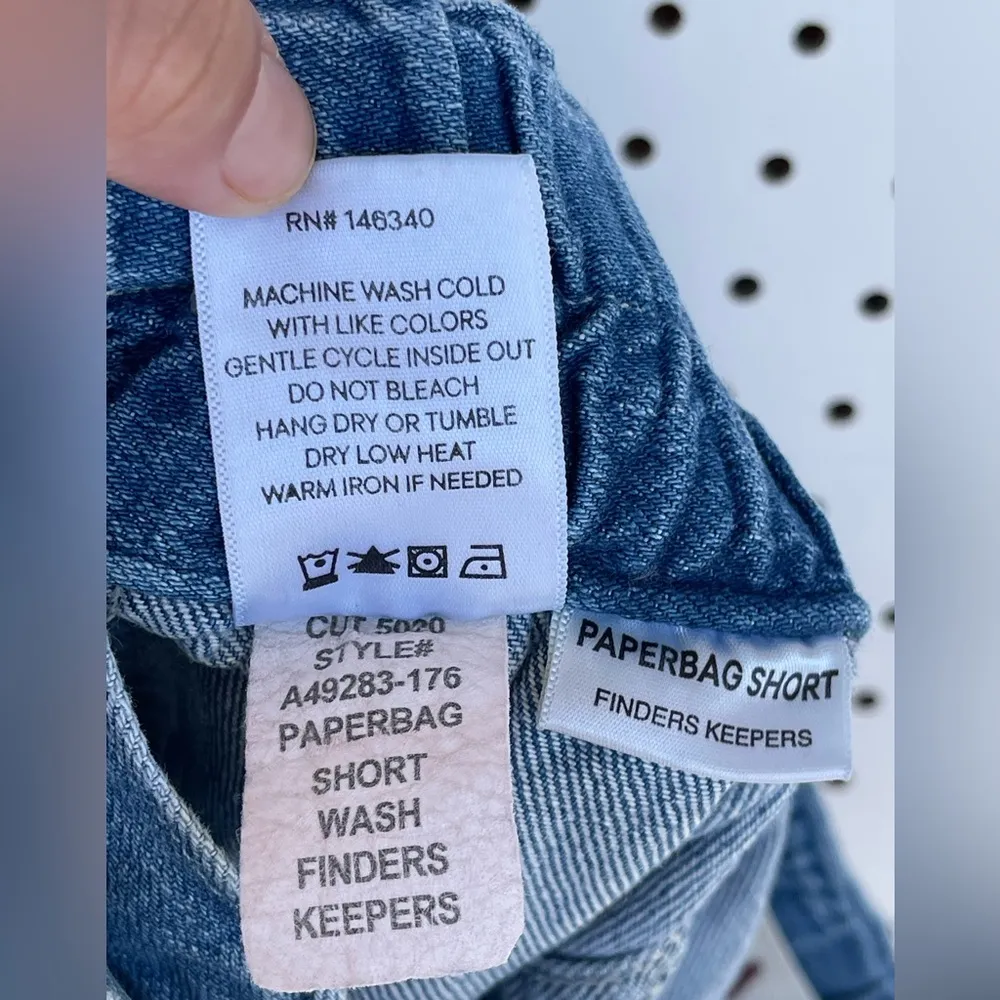 RN# 146340
MACHINE WASH COLD
WITH LIKE COLORS
GENTLE CYCLE INSIDE OUT
DO NOT BLEACH
HANG DRY OR TUMBLE
DRY LOW HEAT
WARM IRON IF NEEDED
CUT 5020
STYLE#
A49283-176
PAPERBAG
SHORT
WASH
FINDERS
KEEPERS
PAPERBAG SHORT
FINDERS KEEPERS